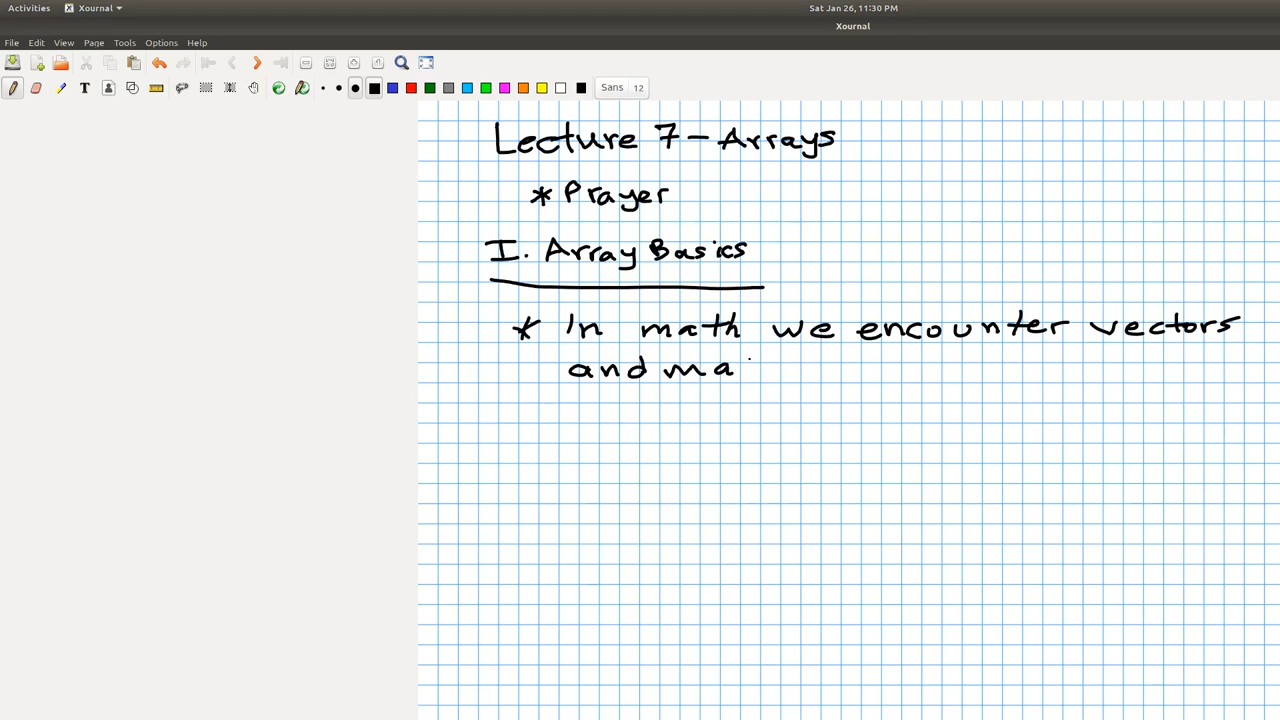 Activities Xournal Sat Jan 26, 11:30 PM
Xournal
File Edit View Page Tools Options Help
T Sans 12
Lecture 7 - Arrays
* Prayer
I. Array Basics
* In math we encounter vectors
and ma